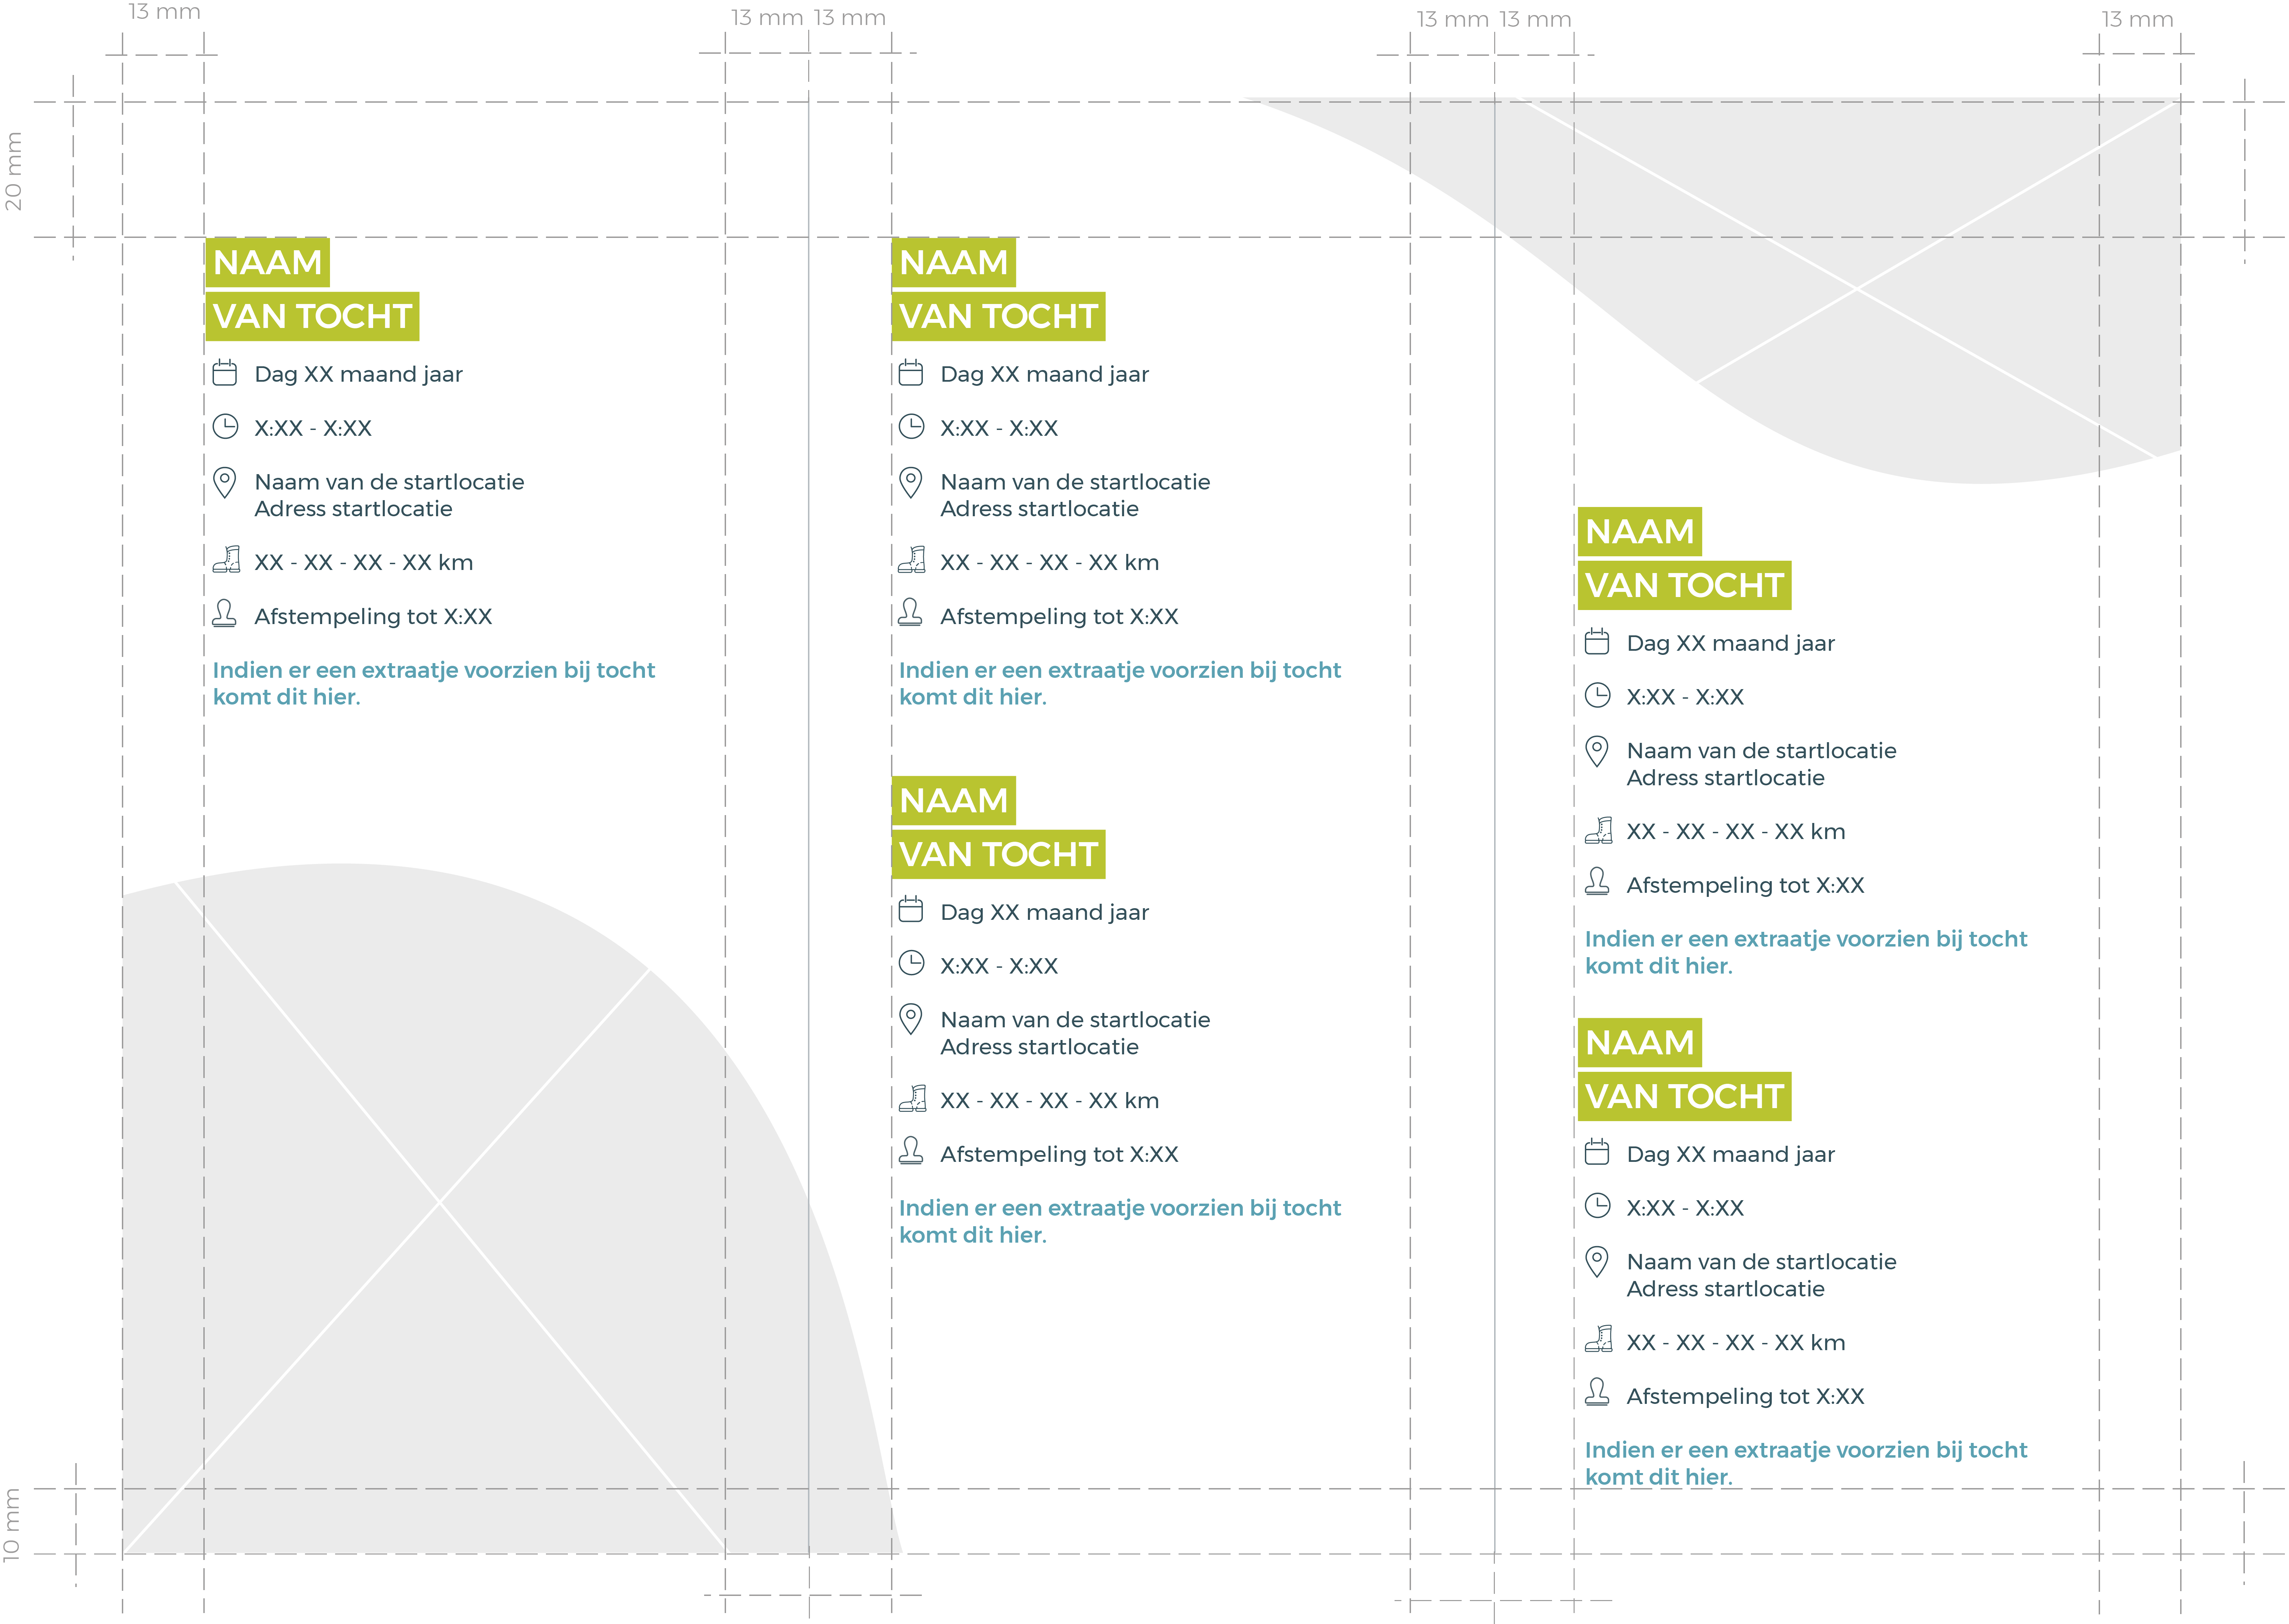 13 mm
13 mm 13 mm
13 mm 13 mm
13 mm
20 mm
NAAM
VAN TOCHT
Dag XX maand jaar
X:XX - X:XX
Naam van de startlocatie
Adress startlocatie
XX - XX - XX - XX km
Afstempeling tot X:XX
Indien er een extraatje voorzien bij tocht
komt dit hier.
NAAM
VAN TOCHT
Dag XX maand jaar
X:XX - X:XX
Naam van de startlocatie
Adress startlocatie
XX - XX - XX - XX km
Afstempeling tot X:XX
Indien er een extraatje voorzien bij tocht
komt dit hier.
NAAM
VAN TOCHT
Dag XX maand jaar
X:XX - X:XX
Naam van de startlocatie
Adress startlocatie
XX - XX - XX - XX km
Afstempeling tot X:XX
Indien er een extraatje voorzien bij tocht
komt dit hier.
NAAM
VAN TOCHT
Dag XX maand jaar
X:XX - X:XX
Naam van de startlocatie
Adress startlocatie
XX - XX - XX - XX km
Afstempeling tot X:XX
Indien er een extraatje voorzien bij tocht
komt dit hier.
NAAM
VAN TOCHT
Dag XX maand jaar
X:XX - X:XX
Naam van de startlocatie
Adress startlocatie
XX - XX - XX - XX km
Afstempeling tot X:XX
Indien er een extraatje voorzien bij tocht
komt dit hier.
10 mm